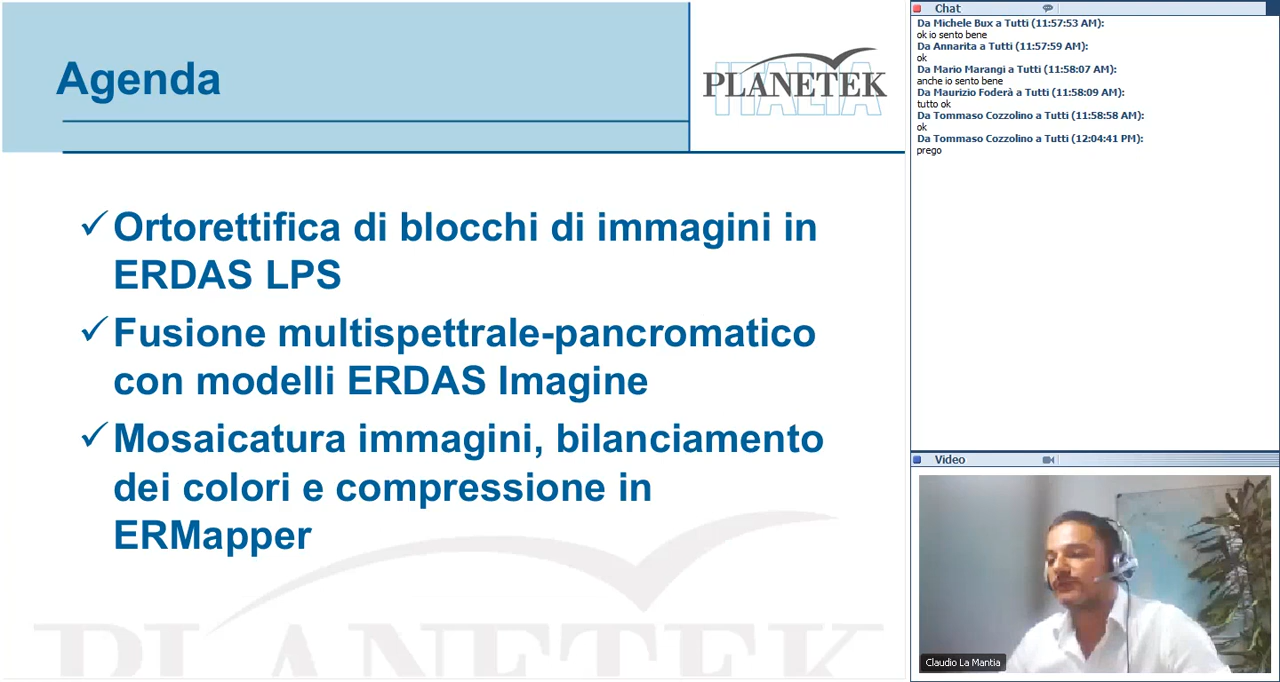 Agenda
PLANETEK
ITALIA
✓ Ortorettifica di blocchi di immagini in
ERDAS LPS
✓ Fusione multispettrale-pancromatico
con modelli ERDAS Imagine
✓ Mosaicatura immagini, bilanciamento
dei colori e compressione in
ERMapper
PLANETEK
Chat
Da Michele Bux a Tutti (11:57:53 AM):
ok io sento bene
Da Annarita a Tutti (11:57:59 AM):
ok
Da Mario Marangi a Tutti (11:58:07 AM):
anche io sento bene
Da Maurizio Foderà a Tutti (11:58:09 AM):
tutto ok
Da Tommaso Cozzolino a Tutti (11:58:58 AM):
ok
Da Tommaso Cozzolino a Tutti (12:04:41 PM):
prego
Video
Claudio La Mantia